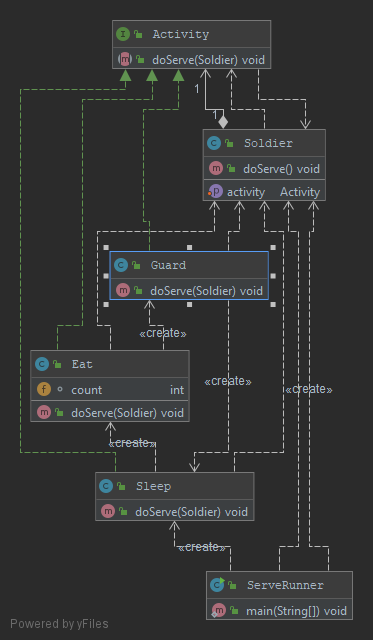 I Activity
m doServe(Soldier) void
1
1
C Soldier
m doServe() void
p activity Activity
C Guard
m doServe(Soldier) void
«create»
C Eat
f count int
m doServe(Soldier) void
«create»
«create»
«create»
C Sleep
m doServe(Soldier) void
«create»
C ServeRunner
m main(String[]) void
Powered by yFiles